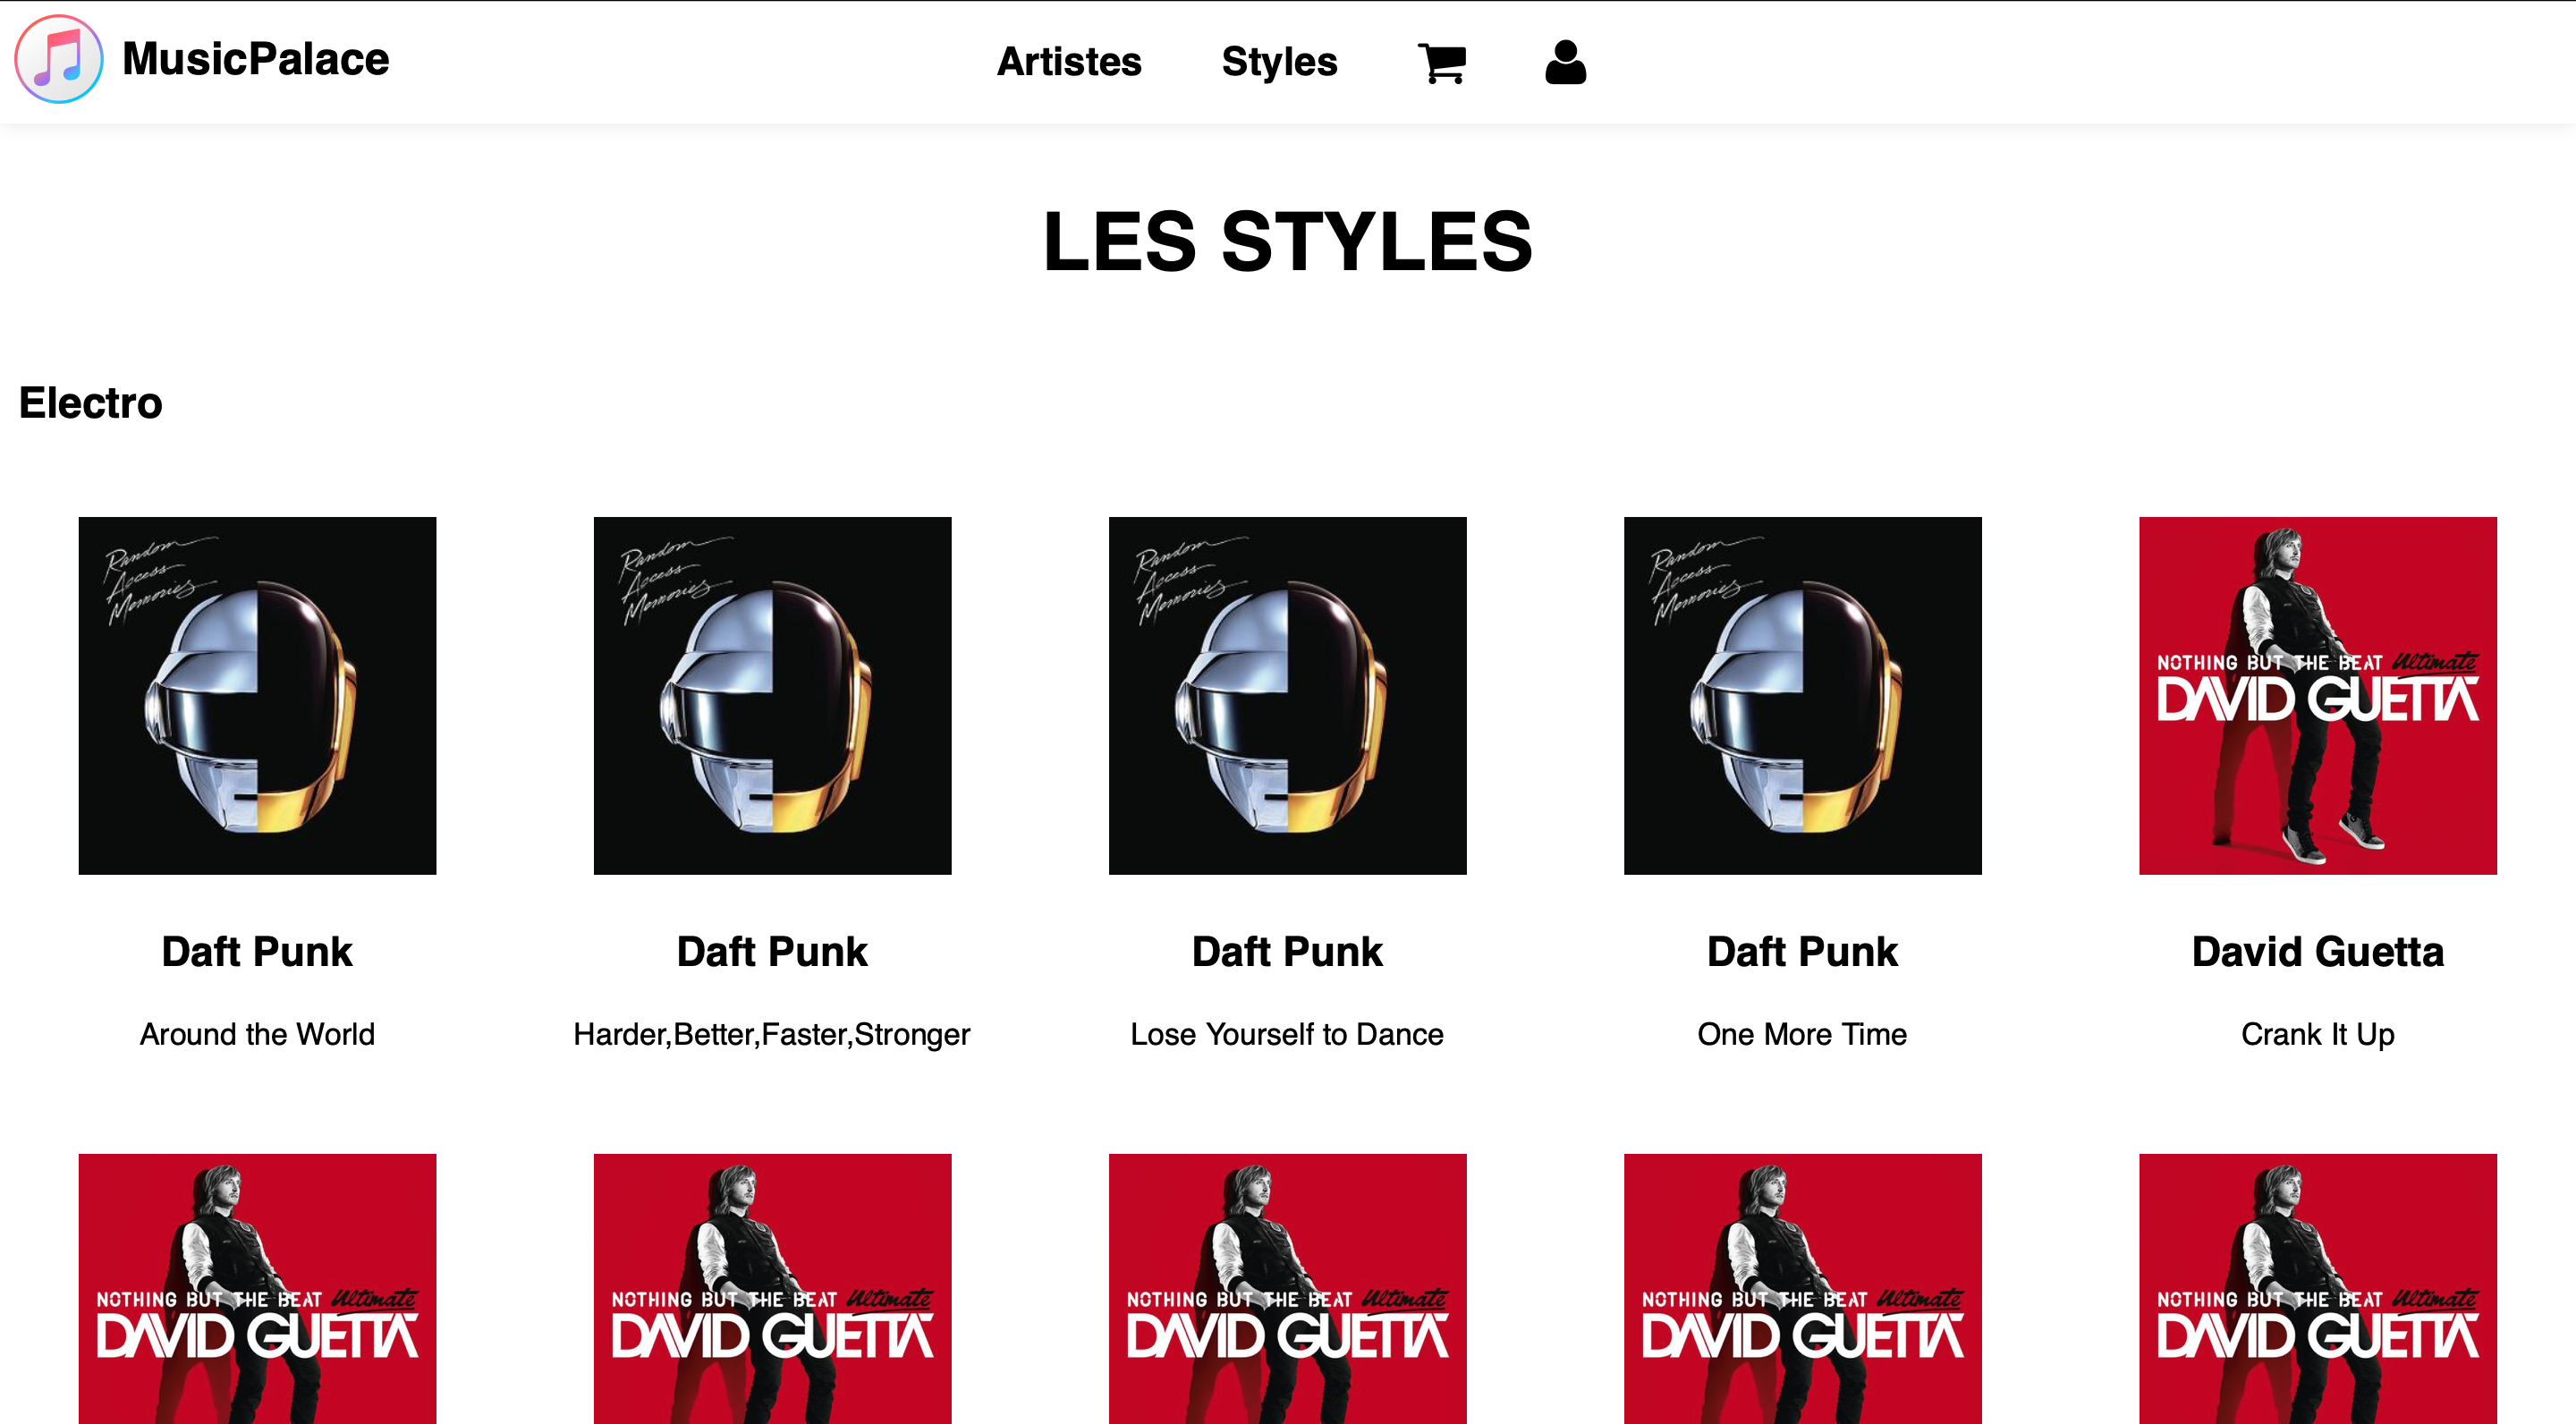 MusicPalace
Artistes
Styles
LES STYLES
Electro
Random
Access
Memories
Random
Access
Memories
Random
Access
Memories
Random
Access
Memories
NOTHING BUT THE BEAT Ultimate
DAVID GUETTA
Daft Punk
Daft Punk
Daft Punk
Daft Punk
David Guetta
Around the World
Harder,Better,Faster,Stronger
Lose Yourself to Dance
One More Time
Crank It Up
NOTHING BUT THE BEAT Ultimate
DAVID GUETTA
NOTHING BUT THE BEAT Ultimate
DAVID GUETTA
NOTHING BUT THE BEAT Ultimate
DAVID GUETTA
NOTHING BUT THE BEAT Ultimate
DAVID GUETTA
NOTHING BUT THE BEAT Ultimate
DAVID GUETTA